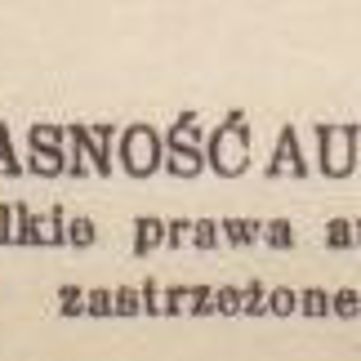 ASNOŚĆ AU
lkie prawa a
zastrzeżone